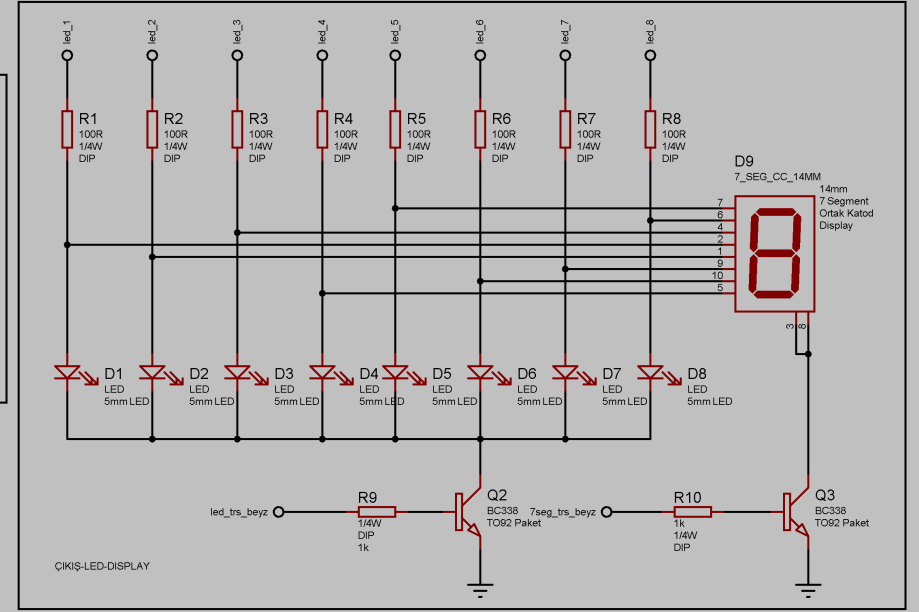 led_1
led_2
led_3
led_4
led_5
led_6
led_7
led_8
R1
100R
1/4W
DIP
R2
100R
1/4W
DIP
R3
100R
1/4W
DIP
R4
100R
1/4W
DIP
R5
100R
1/4W
DIP
R6
100R
1/4W
DIP
R7
100R
1/4W
DIP
R8
100R
1/4W
DIP
D9
7_SEG_CC_14MM
14mm
7 Segment
Ortak Katod
Display
7
6
4
2
1
9
10
5
3
8
D1
LED
5mm LED
D2
LED
5mm LED
D3
LED
5mm LED
D4
LED
5mm LED
D5
LED
5mm LED
D6
LED
5mm LED
D7
LED
5mm LED
D8
LED
5mm LED
led_trs_beyz
R9
1/4W
DIP
1k
Q2
BC338
TO92 Paket
7seg_trs_beyz
R10
1k
1/4W
DIP
Q3
BC338
TO92 Paket
ÇIKIŞ-LED-DISPLAY